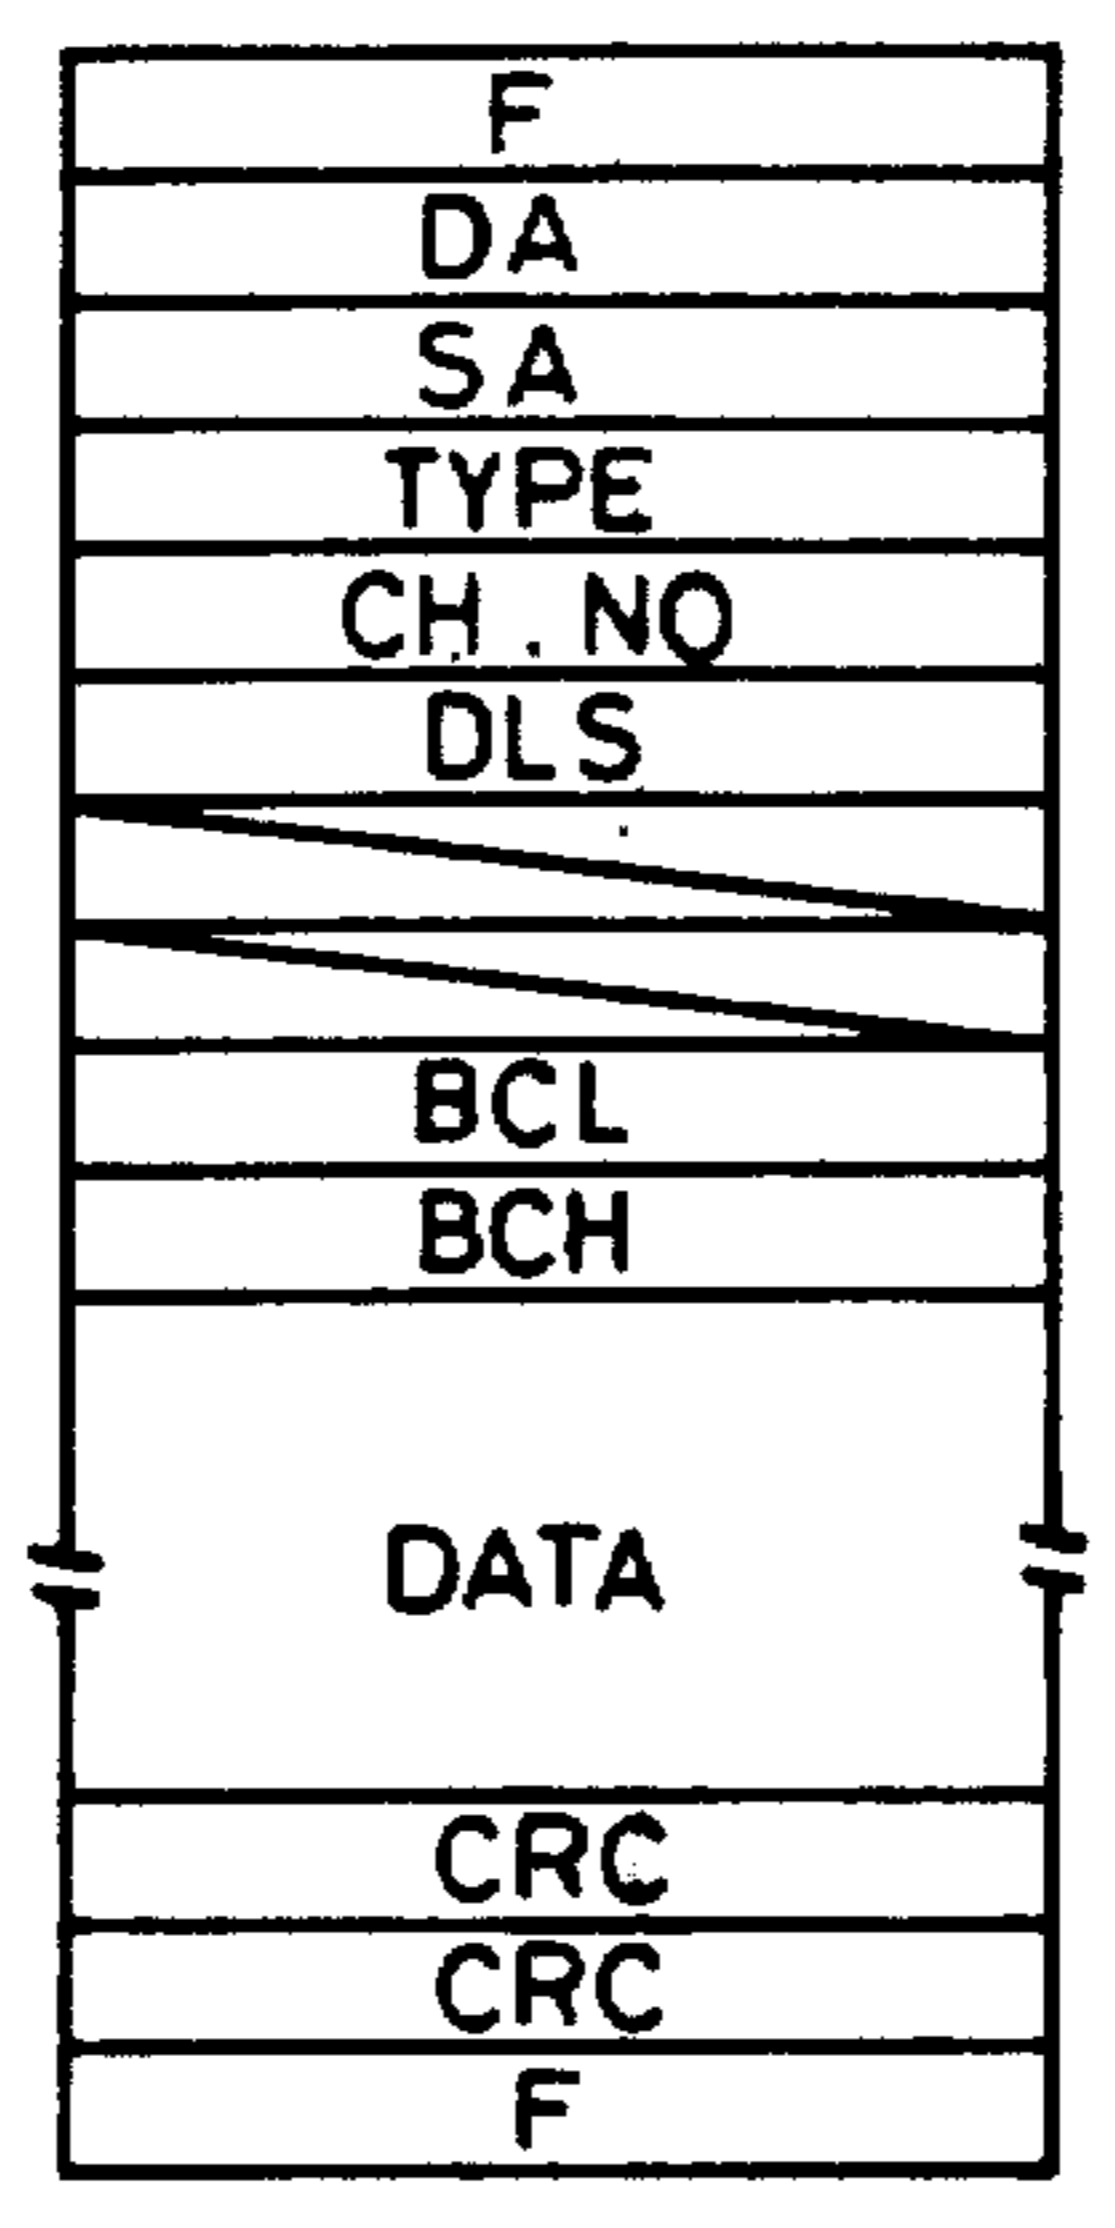 F
DA
SA
TYPE
CH.NO
DLS
BCL
BCH
DATA
CRC
CRC
F